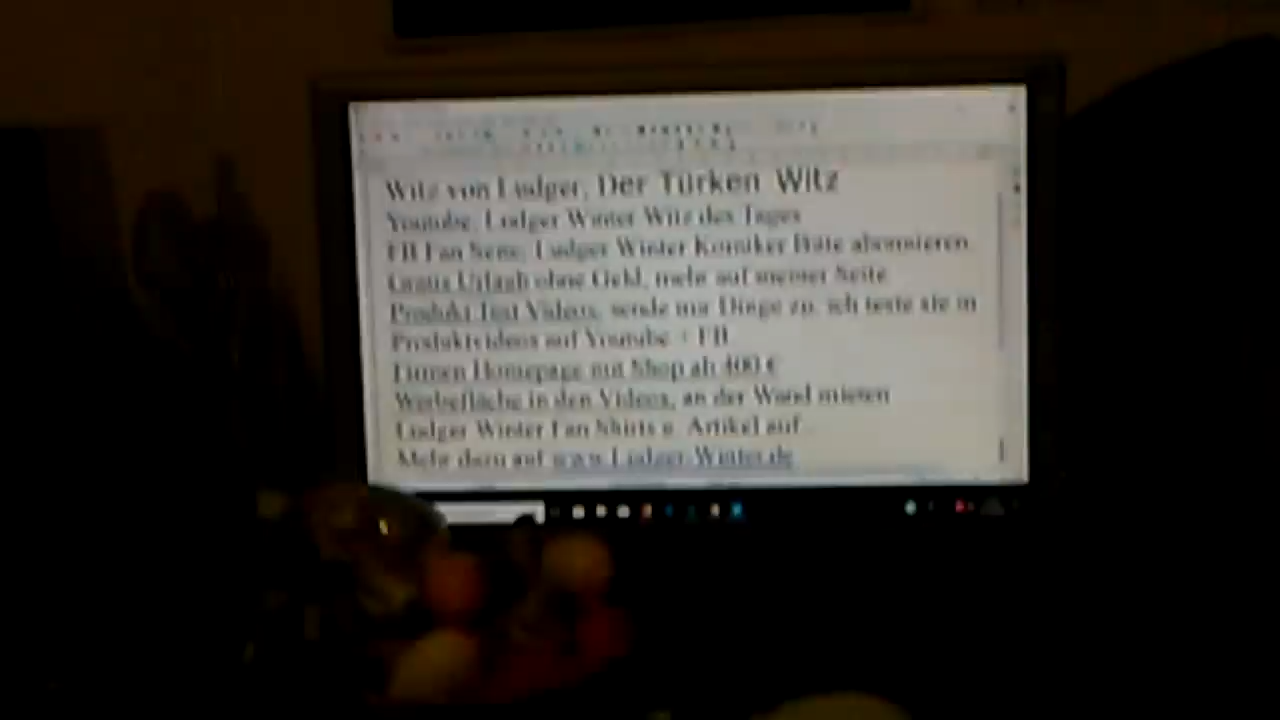 Witz von Ludger, Der Türken Witz
Youtube, Ludger Winter Witz des Tages
FB Fan Seite, Ludger Winter Komiker Bitte abonnieren
Gratis Urlaub ohne Geld, mehr auf meiner Seite
Produkt Test Videos, sende mir Dinge zu, ich teste sie in
Produktvideos auf Youtube + FB
Firmen Homepage mit Shop ab 400 €
Werbefläche in den Videos, an der Wand mieten
Ludger Winter Fan Shirts u. Artikel auf
Mehr dazu auf www.Ludger-Winter.de